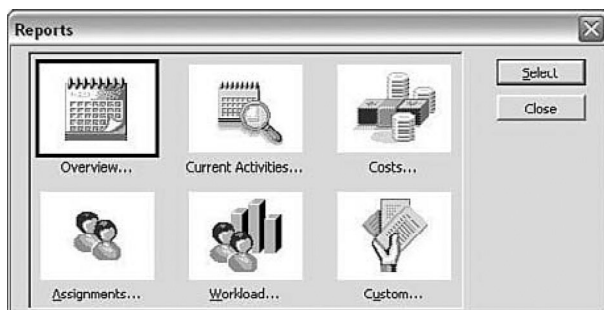 Reports
Select
Overview... Current Activities... Costs...
Close
Assignments... Workload... Custom...